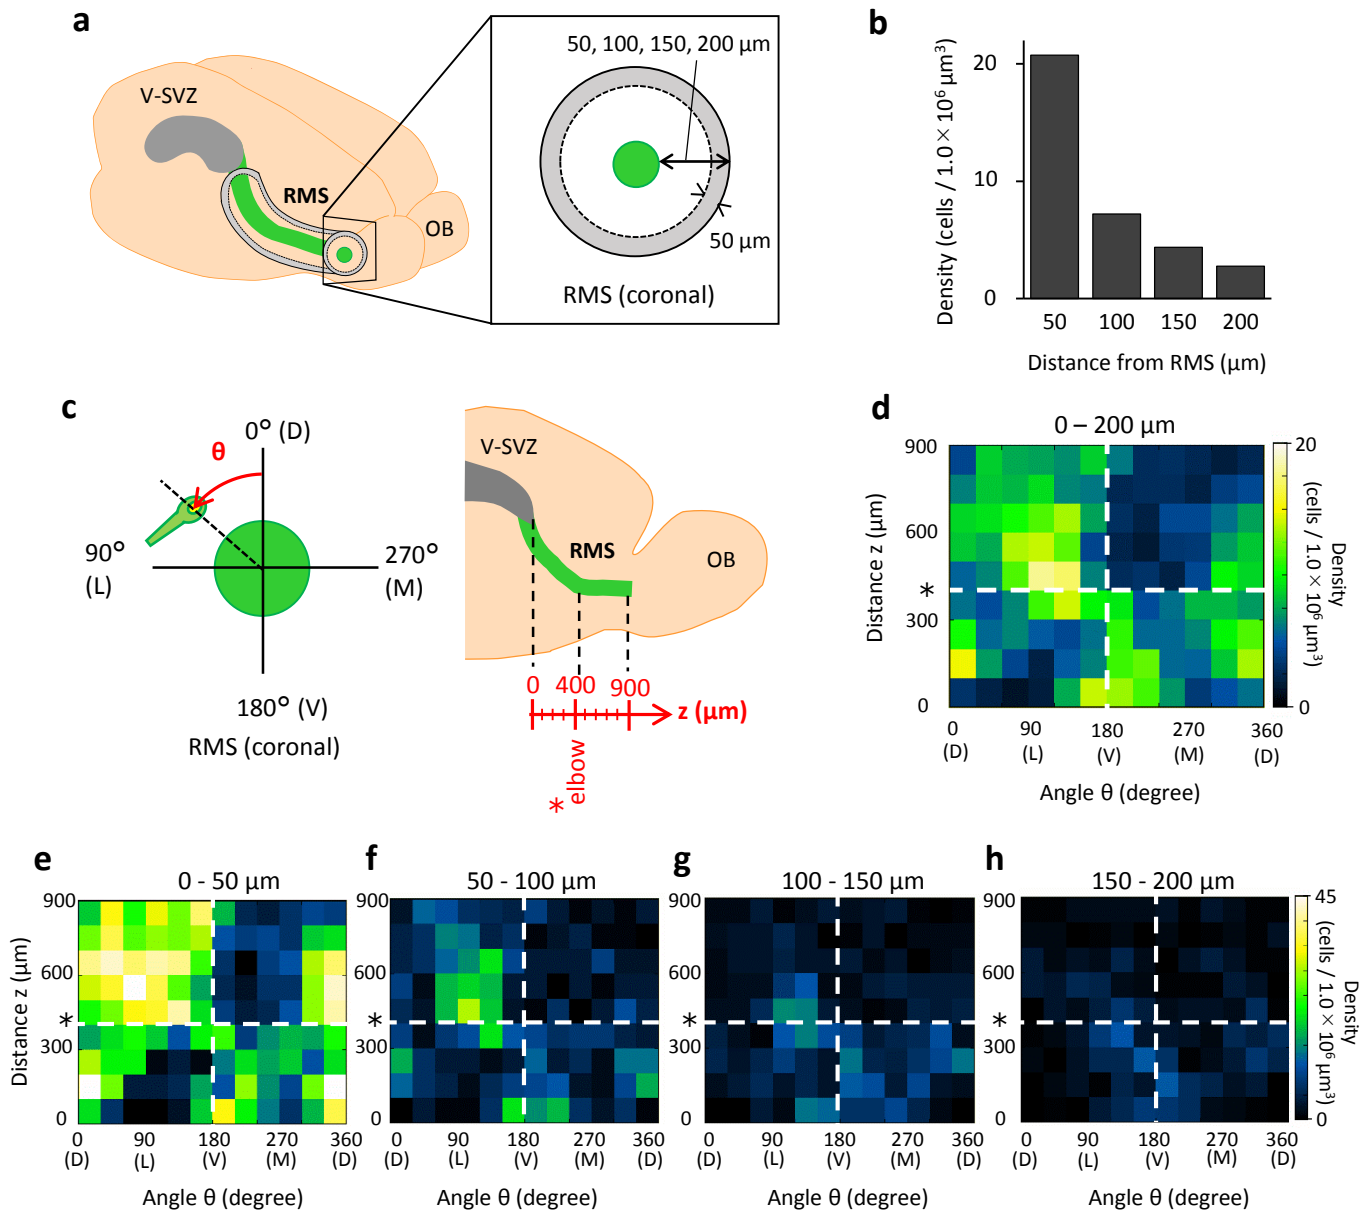 a
V-SVZ
RMS
OB
50, 100, 150, 200 µm
50 µm
RMS (coronal)
b
Density (cells / 1.0 × 10⁶ µm³)
20
10
0
50 100 150 200
Distance from RMS (µm)
c
0° (D)
θ
90° (L)
270° (M)
180° (V)
RMS (coronal)
V-SVZ
RMS
OB
0 400 900
z (µm)
* elbow
d
0 – 200 µm
Distance z (µm)
900
600
*
300
0
0 90 180 270 360
(D) (L) (V) (M) (D)
Angle θ (degree)
20
0
Density
(cells / 1.0 × 10⁶ µm³)
e
0 - 50 µm
Distance z (µm)
900
600
*
300
0
0 90 180 270 360
(D) (L) (V) (M) (D)
Angle θ (degree)
f
50 - 100 µm
900
600
*
300
0
0 90 180 270 360
(D) (L) (V) (M) (D)
Angle θ (degree)
g
100 - 150 µm
900
600
*
300
0
0 90 180 270 360
(D) (L) (V) (M) (D)
Angle θ (degree)
h
150 - 200 µm
900
600
*
300
0
0 90 180 270 360
(D) (L) (V) (M) (D)
Angle θ (degree)
45
0
Density
(cells / 1.0 × 10⁶ µm³)